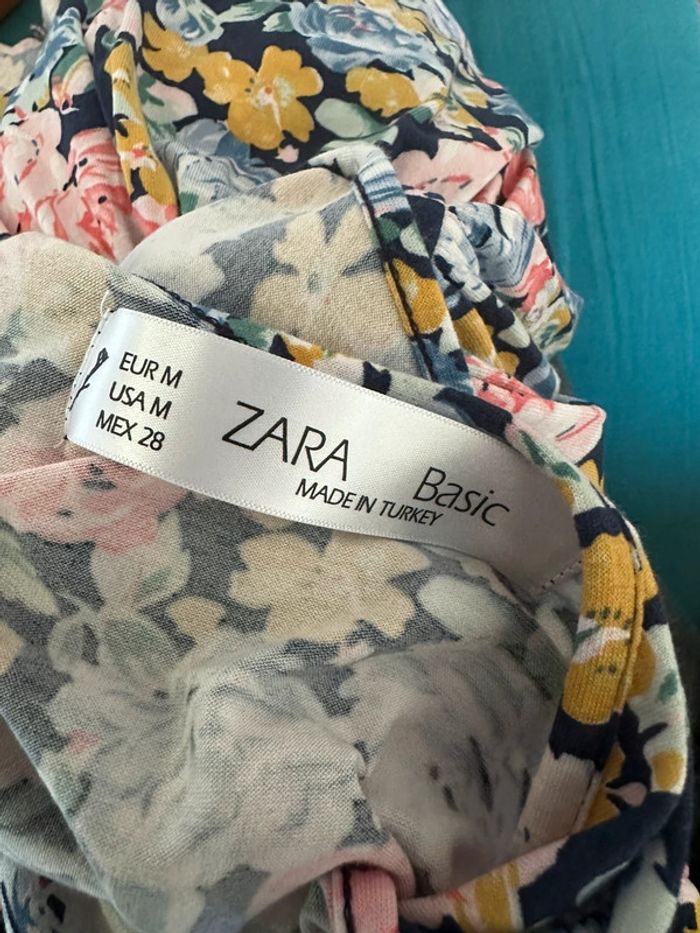 EUR M
USA M
MEX 28
ZARA Basic
MADE IN TURKEY